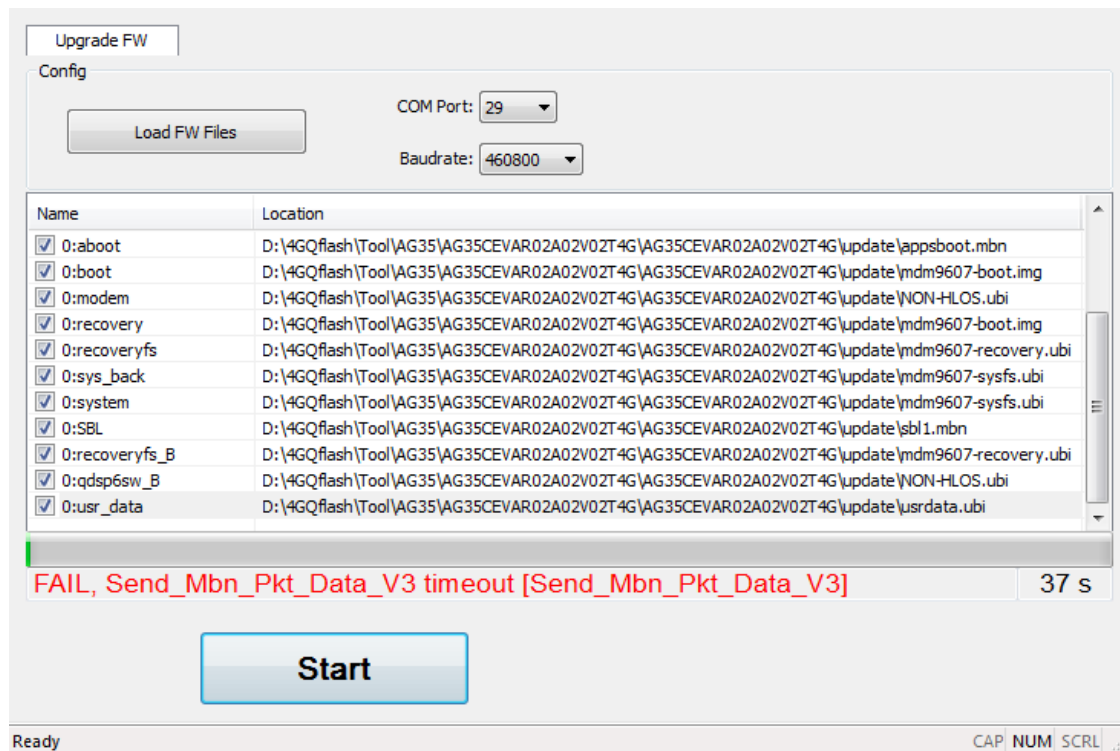 Upgrade FW
Config
Load FW Files
COM Port: 29
Baudrate: 460800
Name Location
0:aboot D:\4GQflash\Tool\AG35\AG35CEVAR02A02V02T4G\AG35CEVAR02A02V02T4G\update\appsboot.mbn
0:boot D:\4GQflash\Tool\AG35\AG35CEVAR02A02V02T4G\AG35CEVAR02A02V02T4G\update\mdm9607-boot.img
0:modem D:\4GQflash\Tool\AG35\AG35CEVAR02A02V02T4G\AG35CEVAR02A02V02T4G\update\NON-HLOS.ubi
0:recovery D:\4GQflash\Tool\AG35\AG35CEVAR02A02V02T4G\AG35CEVAR02A02V02T4G\update\mdm9607-boot.img
0:recoveryfs D:\4GQflash\Tool\AG35\AG35CEVAR02A02V02T4G\AG35CEVAR02A02V02T4G\update\mdm9607-recovery.ubi
0:sys_back D:\4GQflash\Tool\AG35\AG35CEVAR02A02V02T4G\AG35CEVAR02A02V02T4G\update\mdm9607-sysfs.ubi
0:system D:\4GQflash\Tool\AG35\AG35CEVAR02A02V02T4G\AG35CEVAR02A02V02T4G\update\mdm9607-sysfs.ubi
0:SBL D:\4GQflash\Tool\AG35\AG35CEVAR02A02V02T4G\AG35CEVAR02A02V02T4G\update\sbl1.mbn
0:recoveryfs_B D:\4GQflash\Tool\AG35\AG35CEVAR02A02V02T4G\AG35CEVAR02A02V02T4G\update\mdm9607-recovery.ubi
0:qdsp6sw_B D:\4GQflash\Tool\AG35\AG35CEVAR02A02V02T4G\AG35CEVAR02A02V02T4G\update\NON-HLOS.ubi
0:usr_data D:\4GQflash\Tool\AG35\AG35CEVAR02A02V02T4G\AG35CEVAR02A02V02T4G\update\usrdata.ubi
FAIL, Send_Mbn_Pkt_Data_V3 timeout [Send_Mbn_Pkt_Data_V3] 37 s
Start
Ready CAP NUM SCRL